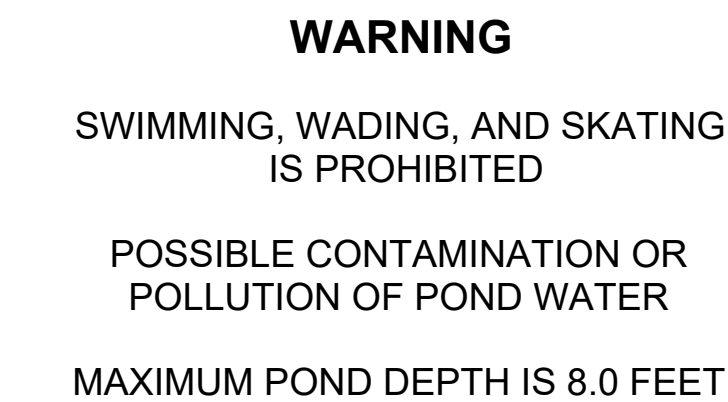 WARNING
SWIMMING, WADING, AND SKATING
IS PROHIBITED
POSSIBLE CONTAMINATION OR
POLLUTION OF POND WATER
MAXIMUM POND DEPTH IS 8.0 FEET